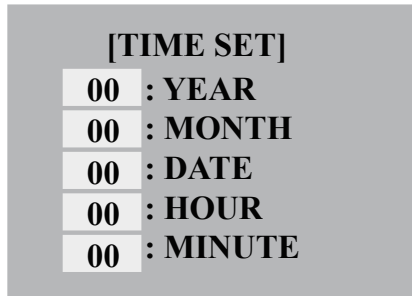 [TIME SET]
00 : YEAR
00 : MONTH
00 : DATE
00 : HOUR
00 : MINUTE